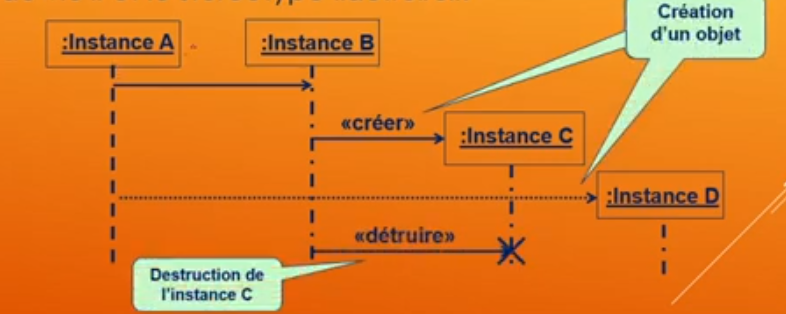 Création
d'un objet
:Instance A
:Instance B
«créer»
:Instance C
:Instance D
«détruire»
Destruction de
l'instance C